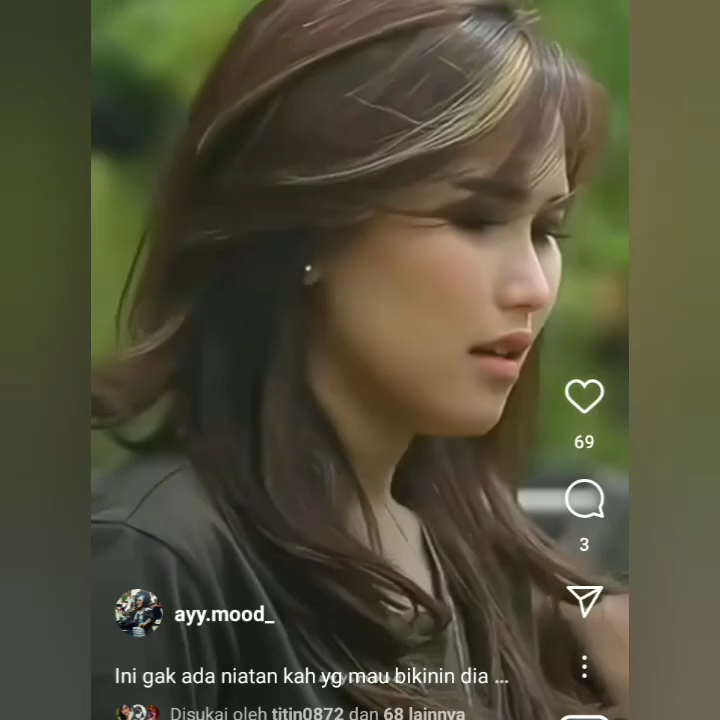 69
3
ayy.mood_
Ini gak ada niatan kah yg mau bikinin dia ...
Disukai oleh titin0872 dan 68 lainnya